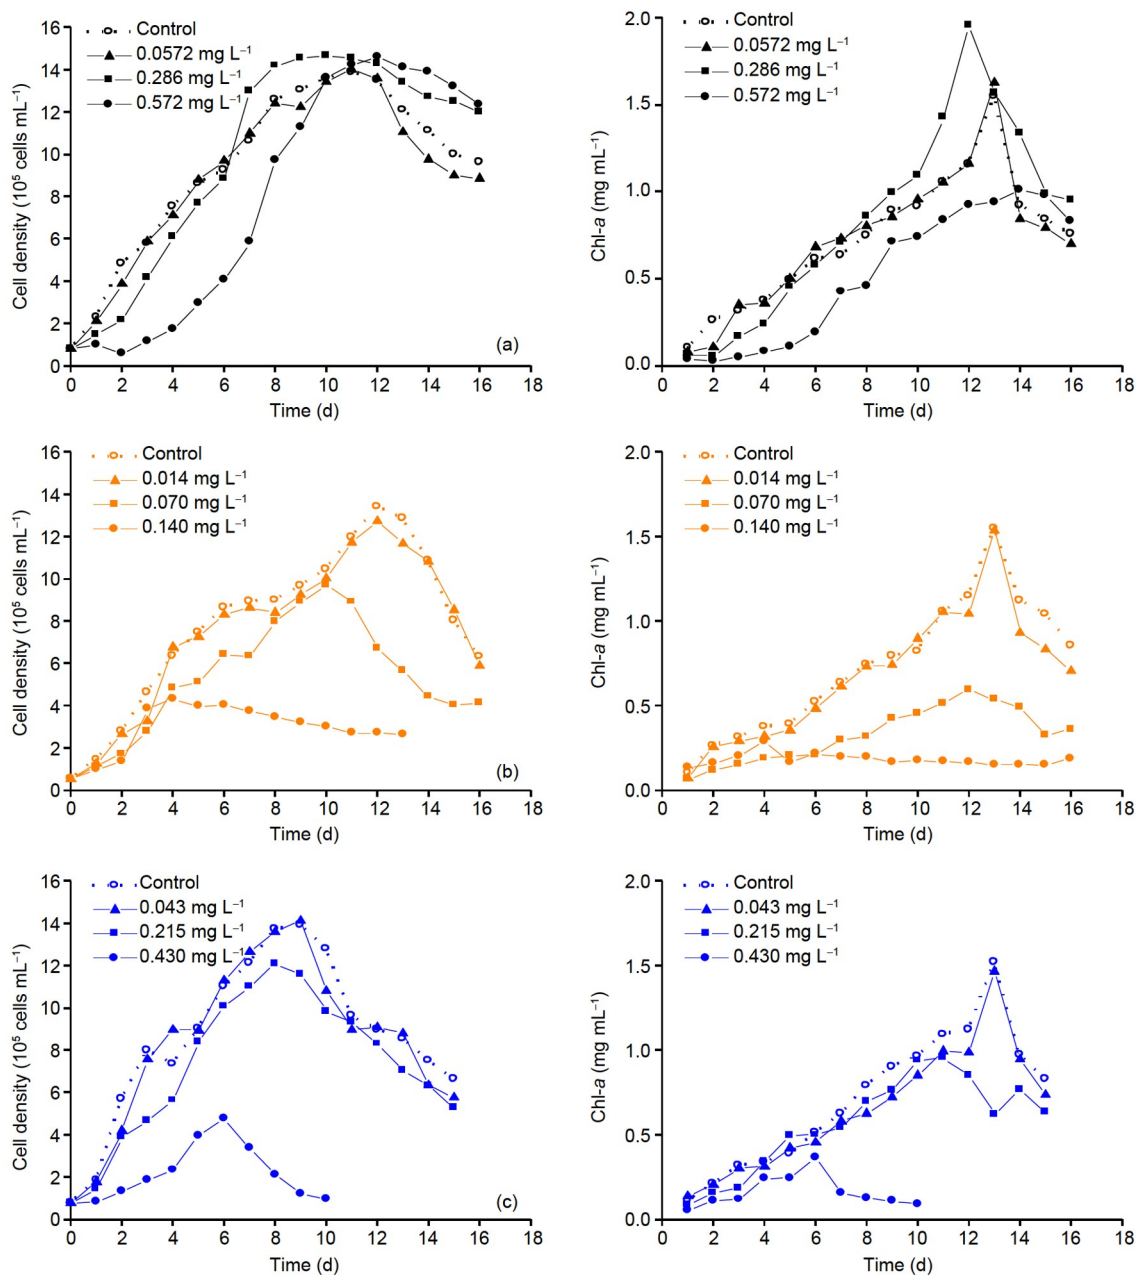 Control
0.0572 mg L⁻¹
0.286 mg L⁻¹
0.572 mg L⁻¹
Cell density (10⁵ cells mL⁻¹)
16
14
12
10
8
6
4
2
0
(a)
0 2 4 6 8 10 12 14 16 18
Time (d)
Control
0.0572 mg L⁻¹
0.286 mg L⁻¹
0.572 mg L⁻¹
Chl-a (mg mL⁻¹)
2.0
1.5
1.0
0.5
0.0
0 2 4 6 8 10 12 14 16 18
Time (d)
Control
0.014 mg L⁻¹
0.070 mg L⁻¹
0.140 mg L⁻¹
Cell density (10⁵ cells mL⁻¹)
16
14
12
10
8
6
4
2
0
(b)
0 2 4 6 8 10 12 14 16 18
Time (d)
Control
0.014 mg L⁻¹
0.070 mg L⁻¹
0.140 mg L⁻¹
Chl-a (mg mL⁻¹)
2.0
1.5
1.0
0.5
0.0
0 2 4 6 8 10 12 14 16 18
Time (d)
Control
0.043 mg L⁻¹
0.215 mg L⁻¹
0.430 mg L⁻¹
Cell density (10⁵ cells mL⁻¹)
16
14
12
10
8
6
4
2
0
(c)
0 2 4 6 8 10 12 14 16 18
Time (d)
Control
0.043 mg L⁻¹
0.215 mg L⁻¹
0.430 mg L⁻¹
Chl-a (mg mL⁻¹)
2.0
1.5
1.0
0.5
0.0
0 2 4 6 8 10 12 14 16 18
Time (d)